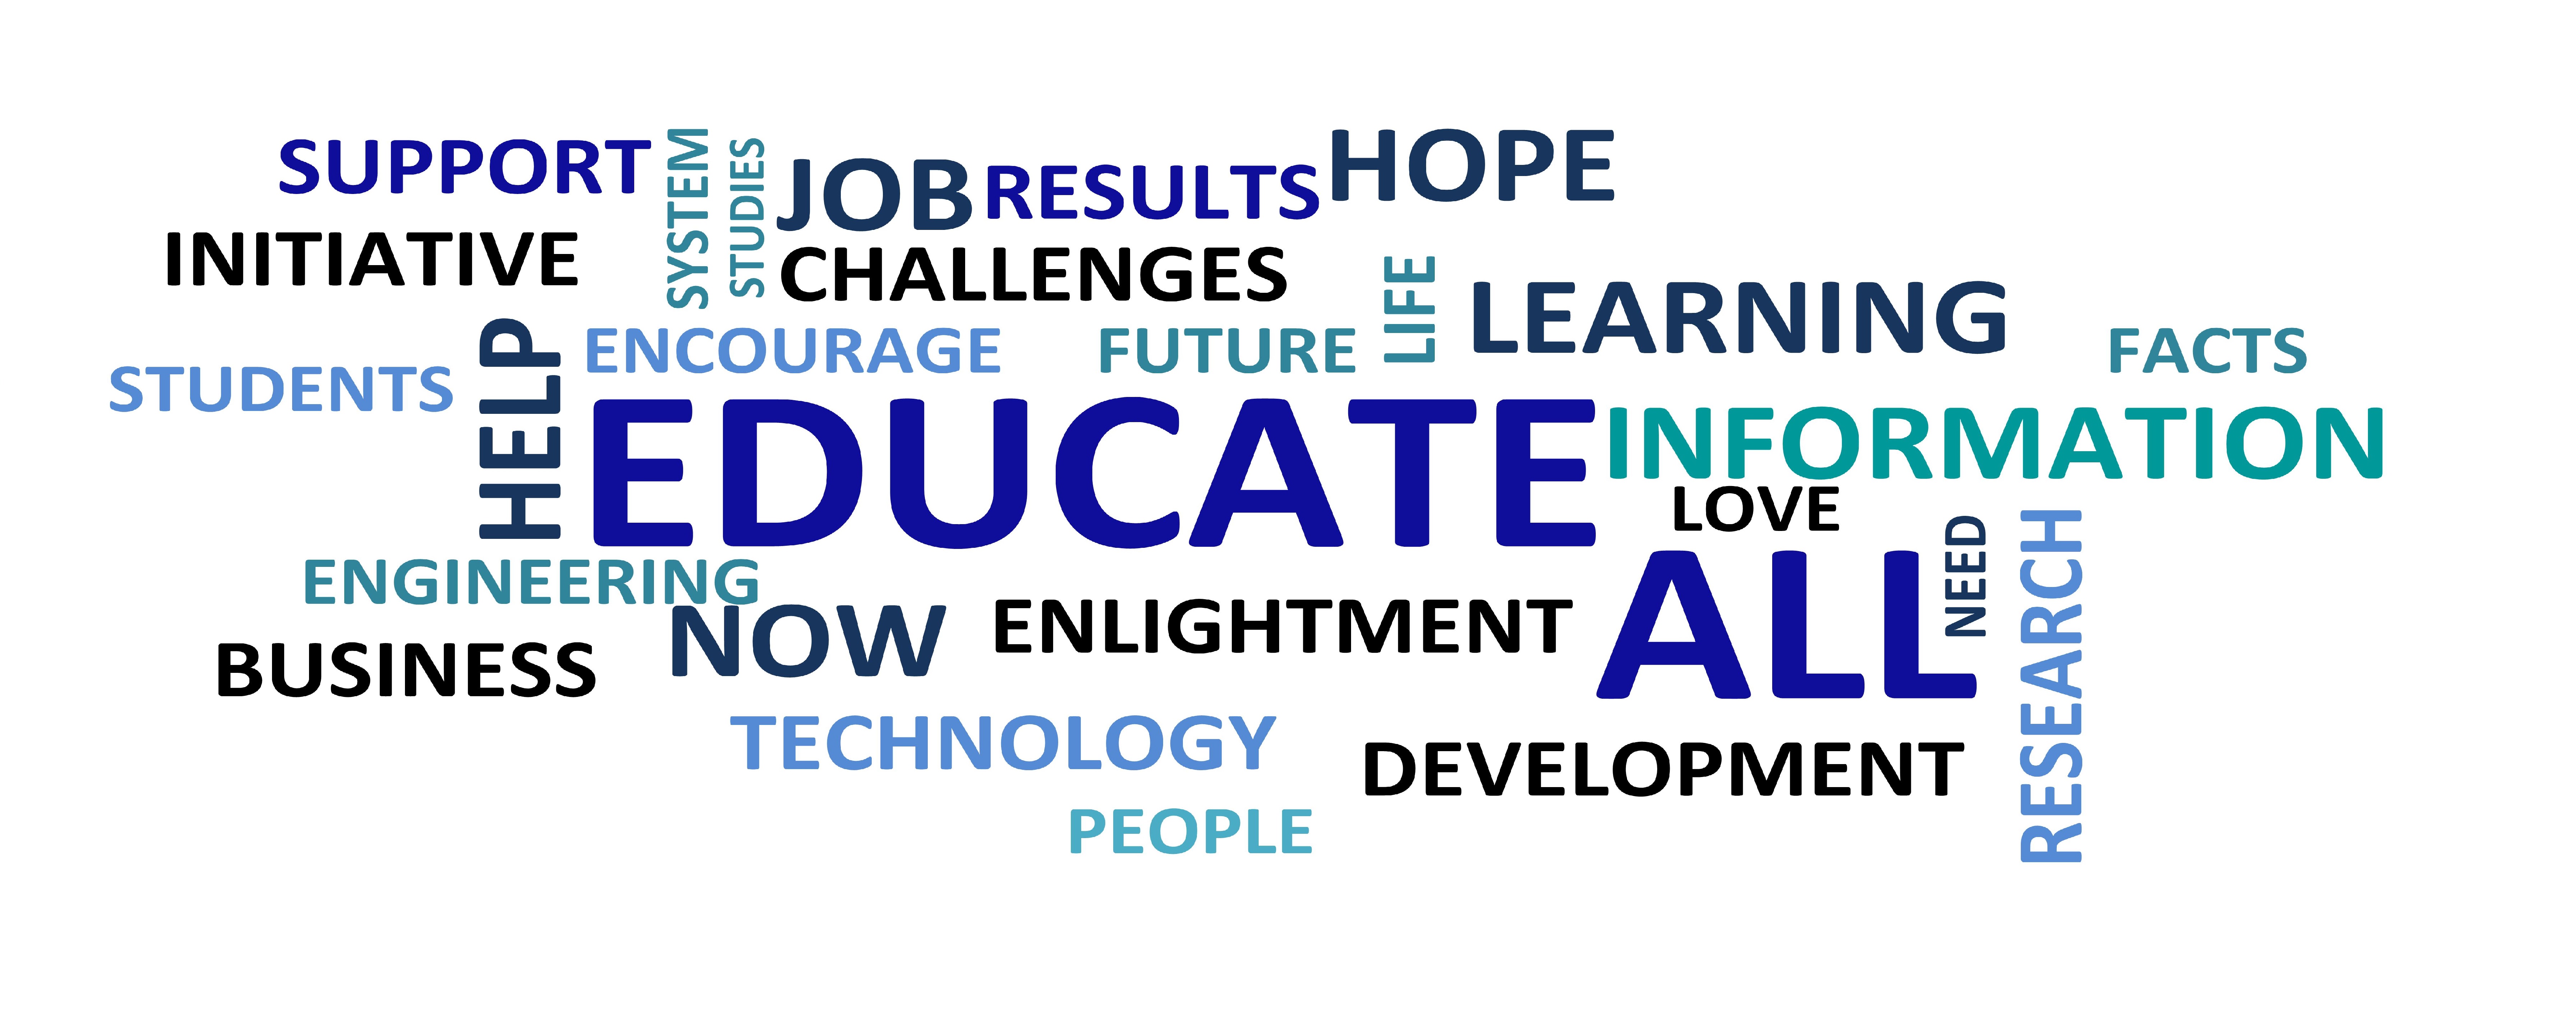 SUPPORT
SYSTEM
STUDIES
JOB
RESULTS
HOPE
INITIATIVE
CHALLENGES
LIFE
LEARNING
STUDENTS
HELP
ENCOURAGE
FUTURE
FACTS
EDUCATE
INFORMATION
LOVE
ENGINEERING
NOW
ENLIGHTMENT
ALL
NEED
RESEARCH
BUSINESS
TECHNOLOGY
DEVELOPMENT
PEOPLE